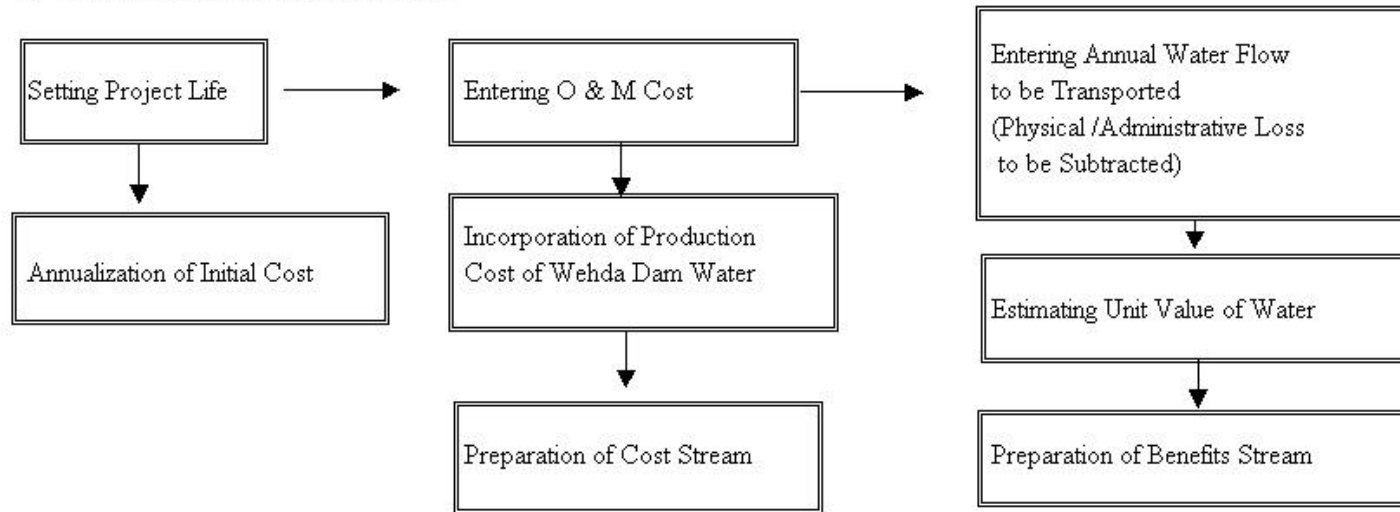 Setting Project Life
Annualization of Initial Cost
Entering O & M Cost
Incorporation of Production
Cost of Wehda Dam Water
Preparation of Cost Stream
Entering Annual Water Flow
to be Transported
(Physical /Administrative Loss
to be Subtracted)
Estimating Unit Value of Water
Preparation of Benefits Stream